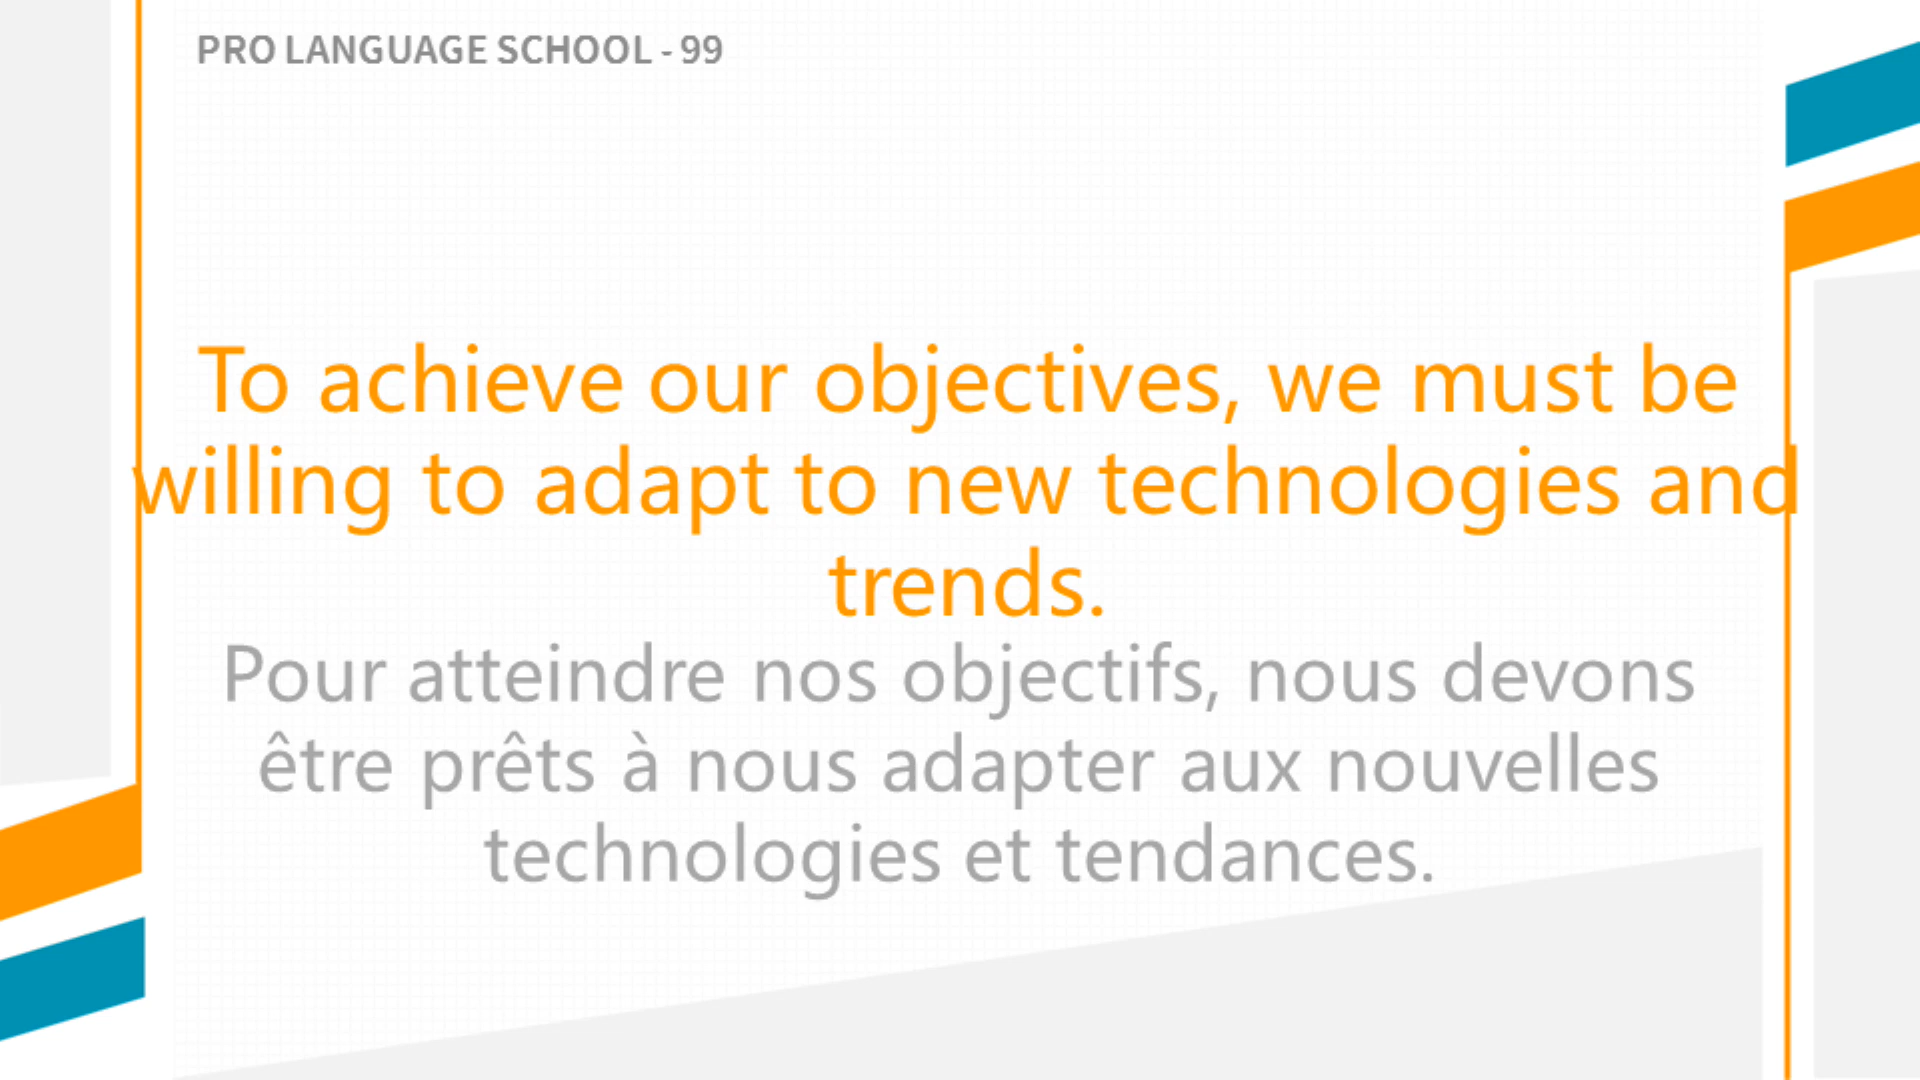 PRO LANGUAGE SCHOOL - 99
To achieve our objectives, we must be
willing to adapt to new technologies and
trends.
Pour atteindre nos objectifs, nous devons
être prêts à nous adapter aux nouvelles
technologies et tendances.